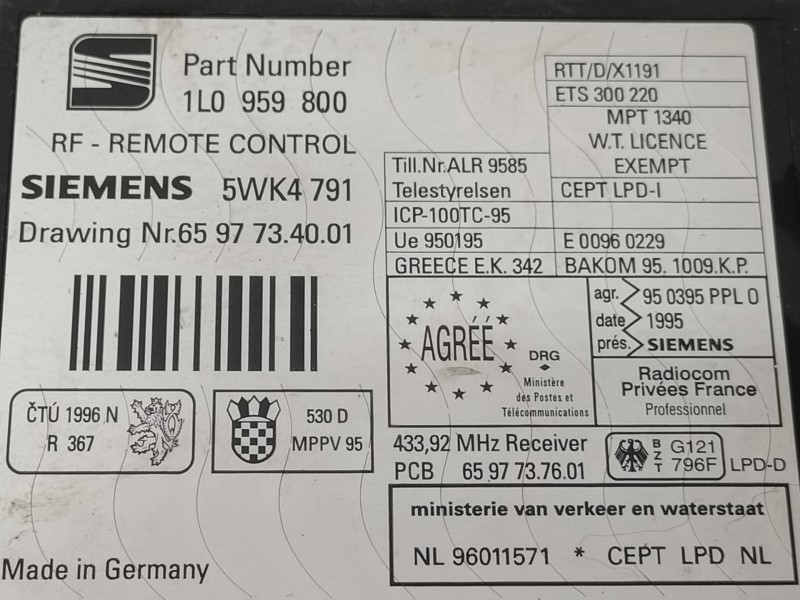 Part Number
1L0 959 800
RF - REMOTE CONTROL
SIEMENS 5WK4 791
Drawing Nr.65 97 73.40.01
ČTÚ 1996 N
R 367
530 D
MPPV 95
Made in Germany
RTT/D/X1191
ETS 300 220
MPT 1340
W.T. LICENCE
EXEMPT
Till.Nr.ALR 9585
Telestyrelsen
CEPT LPD-I
ICP-100TC-95
Ue 950195
E 0096 0229
GREECE E.K. 342
BAKOM 95. 1009.K.P.
AGRÉÉ
DRG
Ministère
des Postes et
Télécommunications
agr. 95 0395 PPL 0
date 1995
prés. SIEMENS
Radiocom
Privées France
Professionnel
433,92 MHz Receiver
PCB 65 97 73.76.01
BZT
G121
796F
LPD-D
ministerie van verkeer en waterstaat
NL 96011571 * CEPT LPD NL